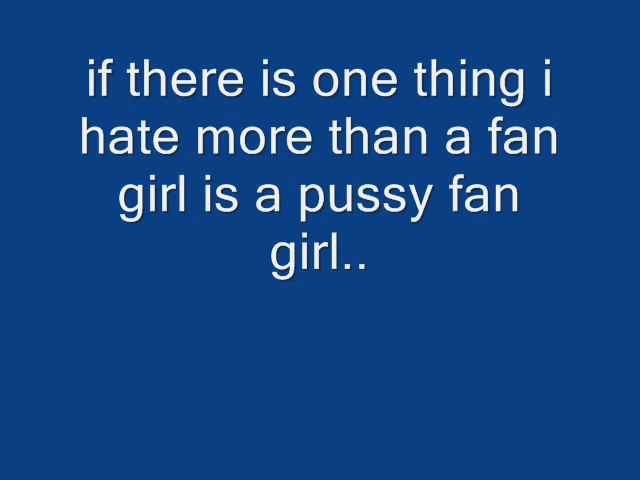 if there is one thing i
hate more than a fan
girl is a pussy fan
girl..